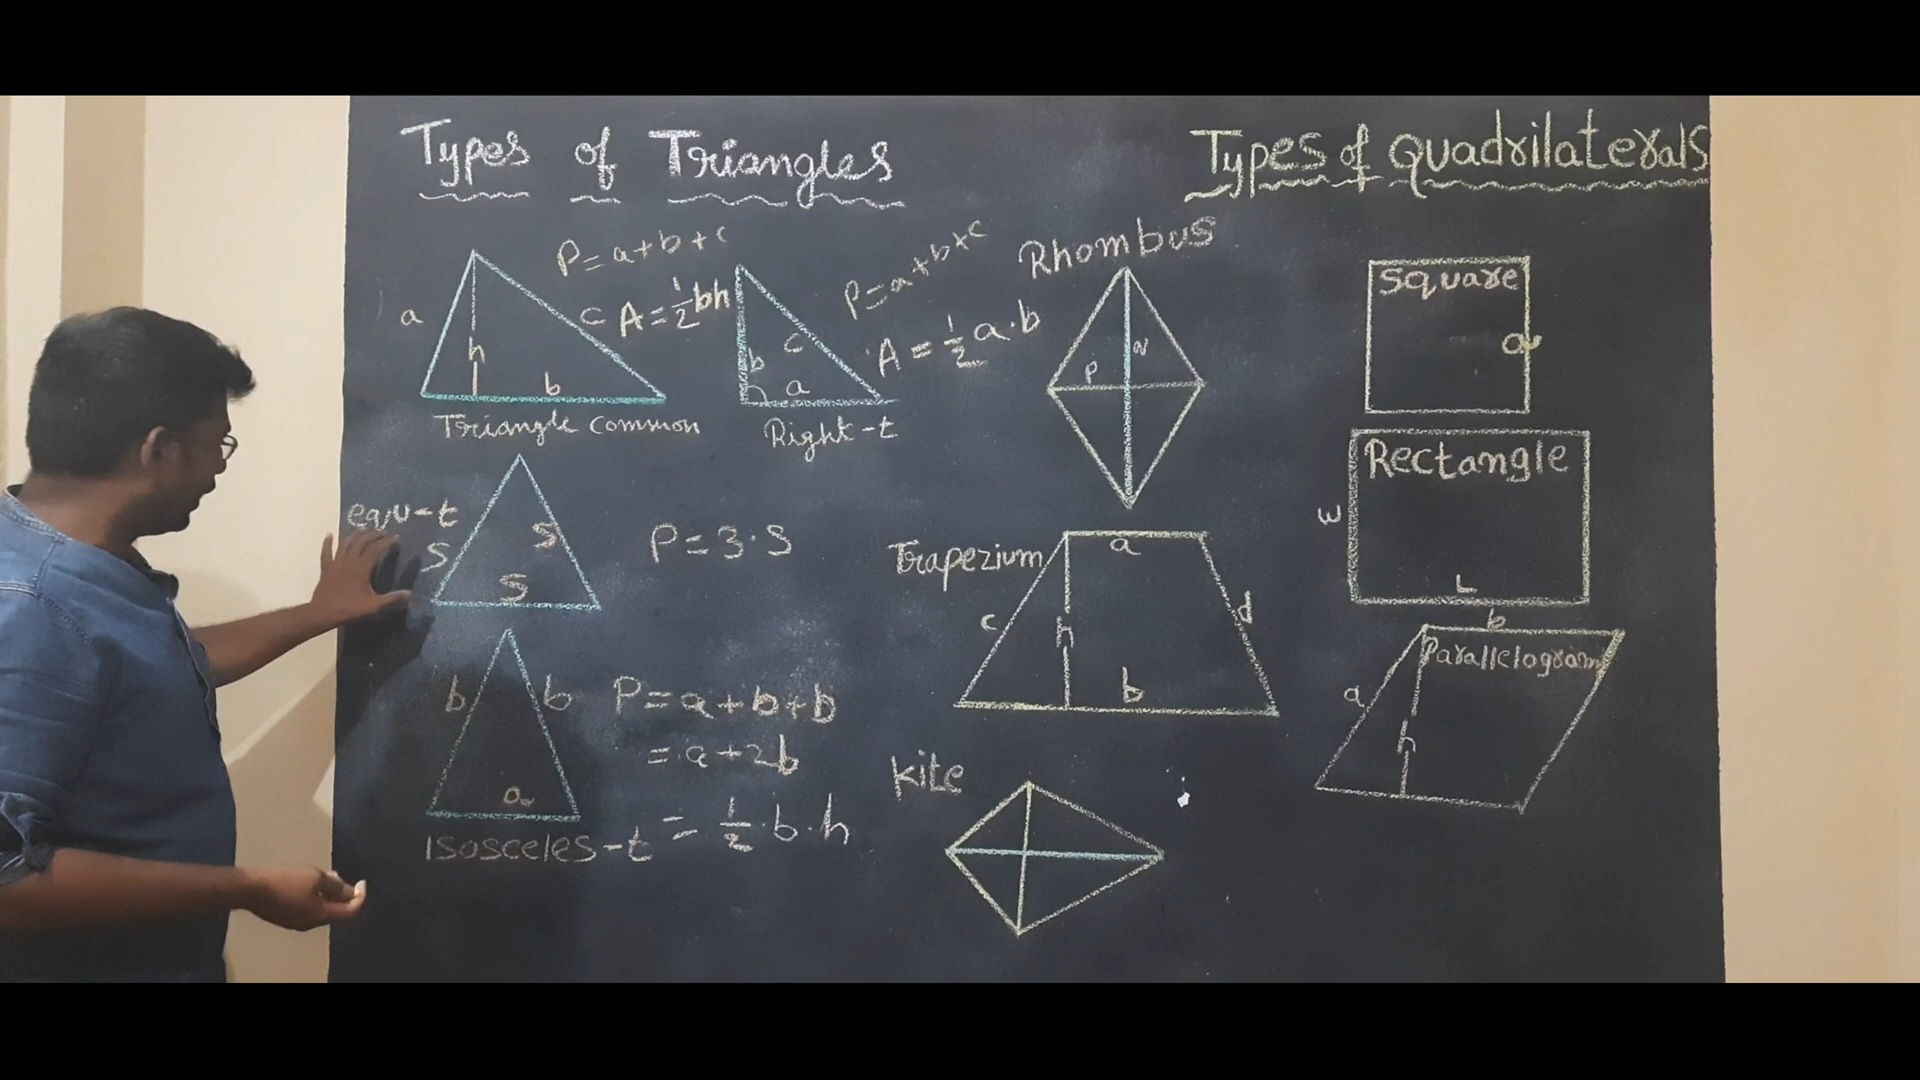 Types of Triangles
P=a+b+c
a
h
b
c
A=½bh
Triangle common
P=a+b+c
A=½a.b
b
c
a
Right-t
equ-t
S
S
S
P=3.S
b
b
a
P=a+b+b
=a+2b
=½.b.h
Isosceles-t
Types of Quadrilaterals
Rhombus
P
Square
a
Rectangle
w
L
Trapezium
a
c
h
d
b
b
Parallelogram
a
h
kite